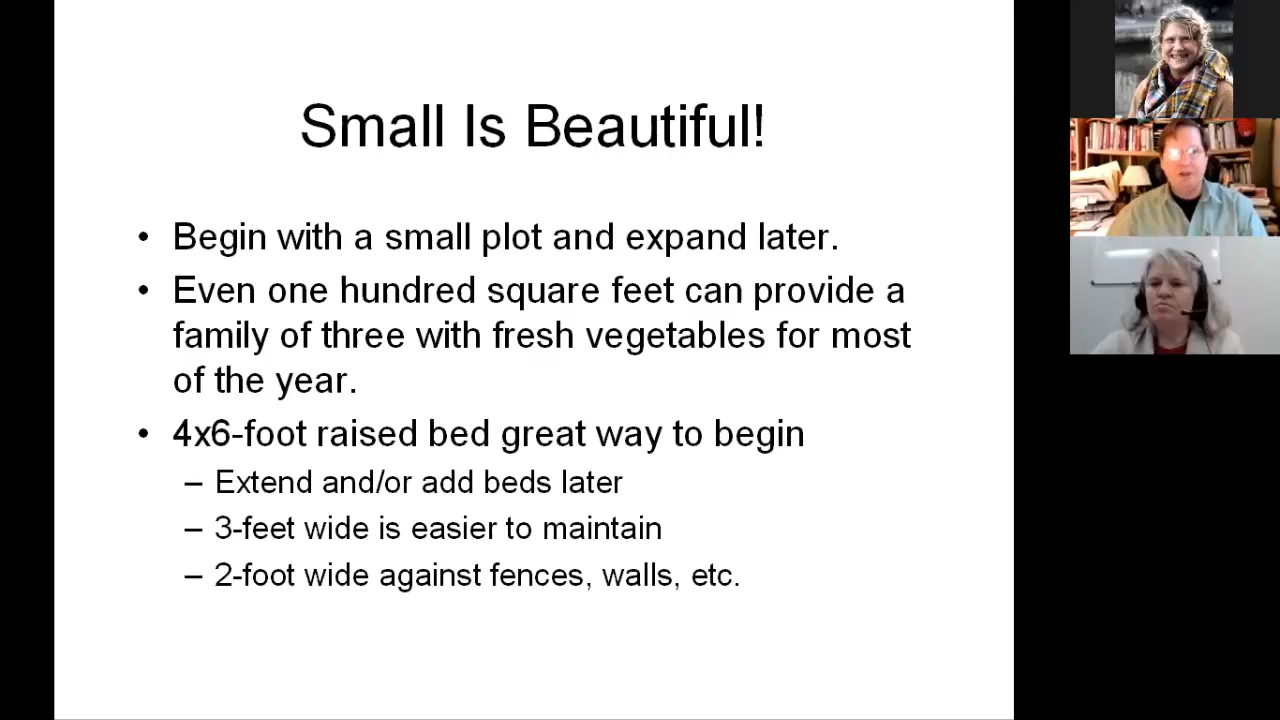 Small Is Beautiful!
• Begin with a small plot and expand later.
• Even one hundred square feet can provide a
family of three with fresh vegetables for most
of the year.
• 4x6-foot raised bed great way to begin
– Extend and/or add beds later
– 3-feet wide is easier to maintain
– 2-foot wide against fences, walls, etc.